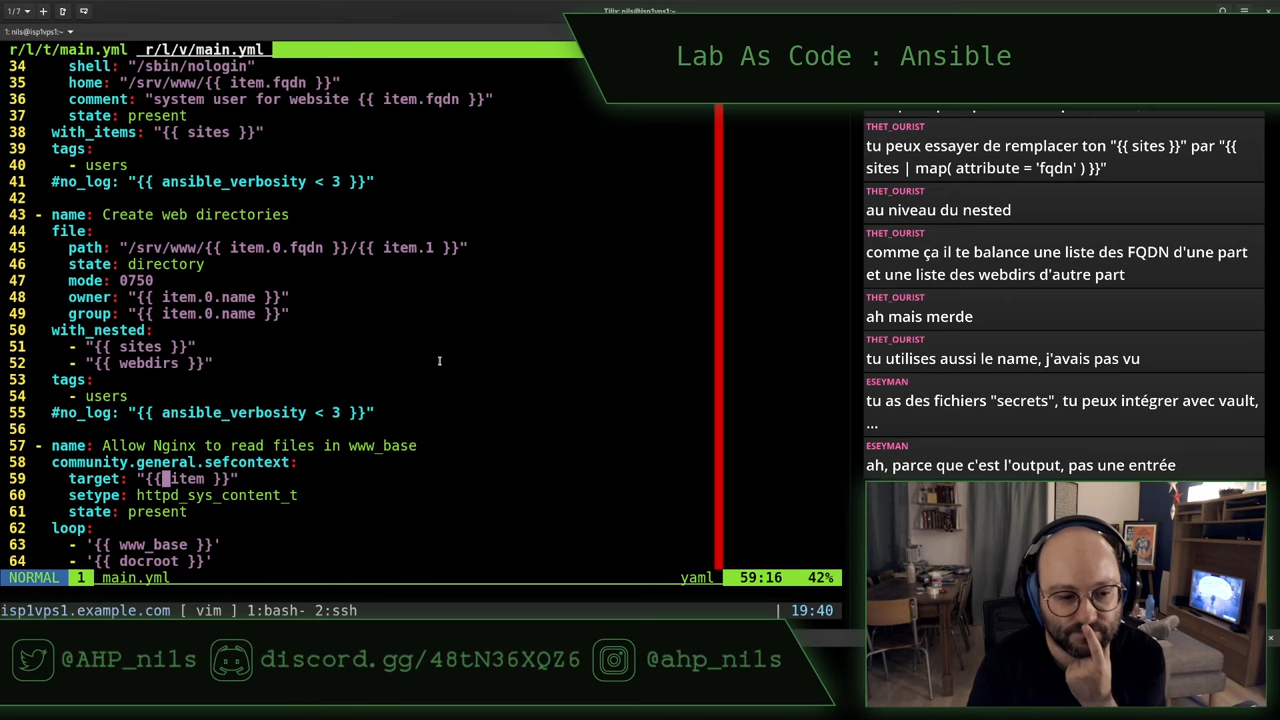 1/7
Tilix: nils@isp1vps1:~
1: nils@isp1vps1:~
r/l/t/main.yml  r/l/v/main.yml
34 shell: "/sbin/nologin"
35 home: "/srv/www/{{ item.fqdn }}"
36 comment: "system user for website {{ item.fqdn }}"
37 state: present
38 with_items: "{{ sites }}"
39 tags:
40 - users
41 #no_log: "{{ ansible_verbosity < 3 }}"
42
43 - name: Create web directories
44 file:
45 path: "/srv/www/{{ item.0.fqdn }}/{{ item.1 }}"
46 state: directory
47 mode: 0750
48 owner: "{{ item.0.name }}"
49 group: "{{ item.0.name }}"
50 with_nested:
51 - "{{ sites }}"
52 - "{{ webdirs }}"
53 tags:
54 - users
55 #no_log: "{{ ansible_verbosity < 3 }}"
56
57 - name: Allow Nginx to read files in www_base
58 community.general.sefcontext:
59 target: "{{ item }}"
60 setype: httpd_sys_content_t
61 state: present
62 loop:
63 - '{{ www_base }}'
64 - '{{ docroot }}'
NORMAL 1 main.yml yaml 59:16 42%
isp1vps1.example.com [ vim ] 1:bash- 2:ssh | 19:40
Lab As Code : Ansible
THET_OURIST
tu peux essayer de remplacer ton "{{ sites }}" par "{{
sites | map( attribute = 'fqdn' ) }}"
THET_OURIST
au niveau du nested
THET_OURIST
comme ça il te balance une liste des FQDN d'une part
et une liste des webdirs d'autre part
THET_OURIST
ah mais merde
THET_OURIST
tu utilises aussi le name, j'avais pas vu
ESEYMAN
tu as des fichiers "secrets", tu peux intégrer avec vault,
...
ESEYMAN
ah, parce que c'est l'output, pas une entrée
@AHP_nils discord.gg/48tN36XQZ6 @ahp_nils